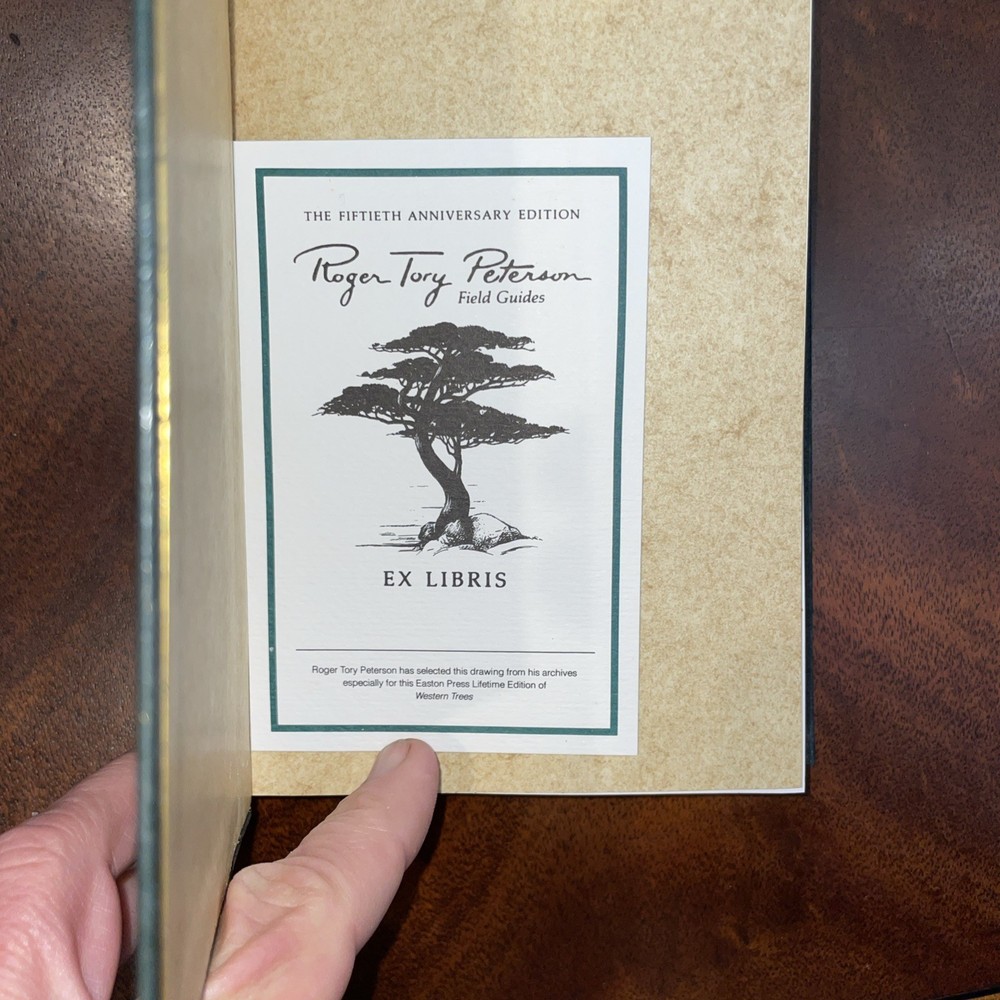 THE FIFTIETH ANNIVERSARY EDITION
Roger Tory Peterson
Field Guides
EX LIBRIS
Roger Tory Peterson has selected this drawing from his archives
especially for this Easton Press Lifetime Edition of
Western Trees